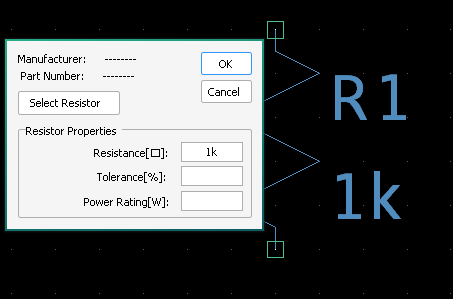 Manufacturer: --------
Part Number: --------
OK
Cancel
Select Resistor
Resistor Properties
Resistance[□]: 1k
Tolerance[%]:
Power Rating[W]:
R1
1k